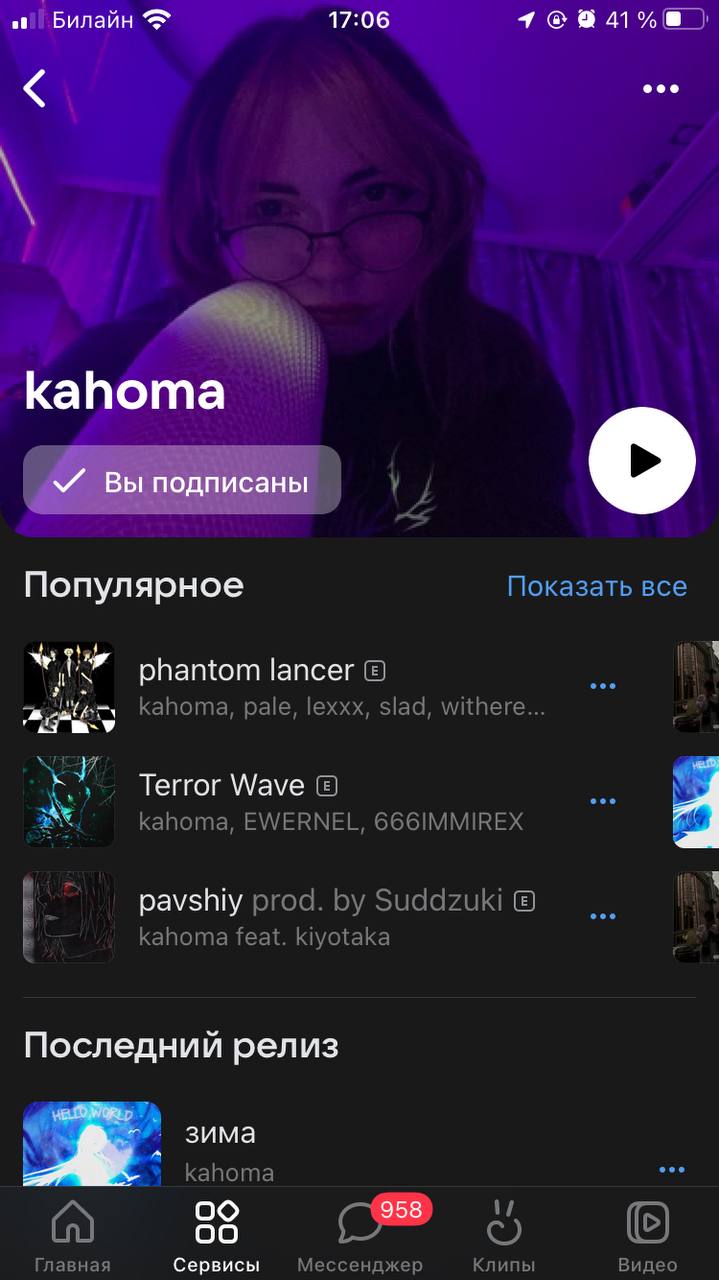 Билайн 17:06 41 %
kahoma
Вы подписаны
Популярное Показать все
phantom lancer E
kahoma, pale, lexxx, slad, withere...
Terror Wave E
kahoma, EWERNEL, 666IMMIREX
pavshiy prod. by Suddzuki E
kahoma feat. kiyotaka
Последний релиз
HELLO WORLD
зима
kahoma
958
Главная Сервисы Мессенджер Клипы Видео